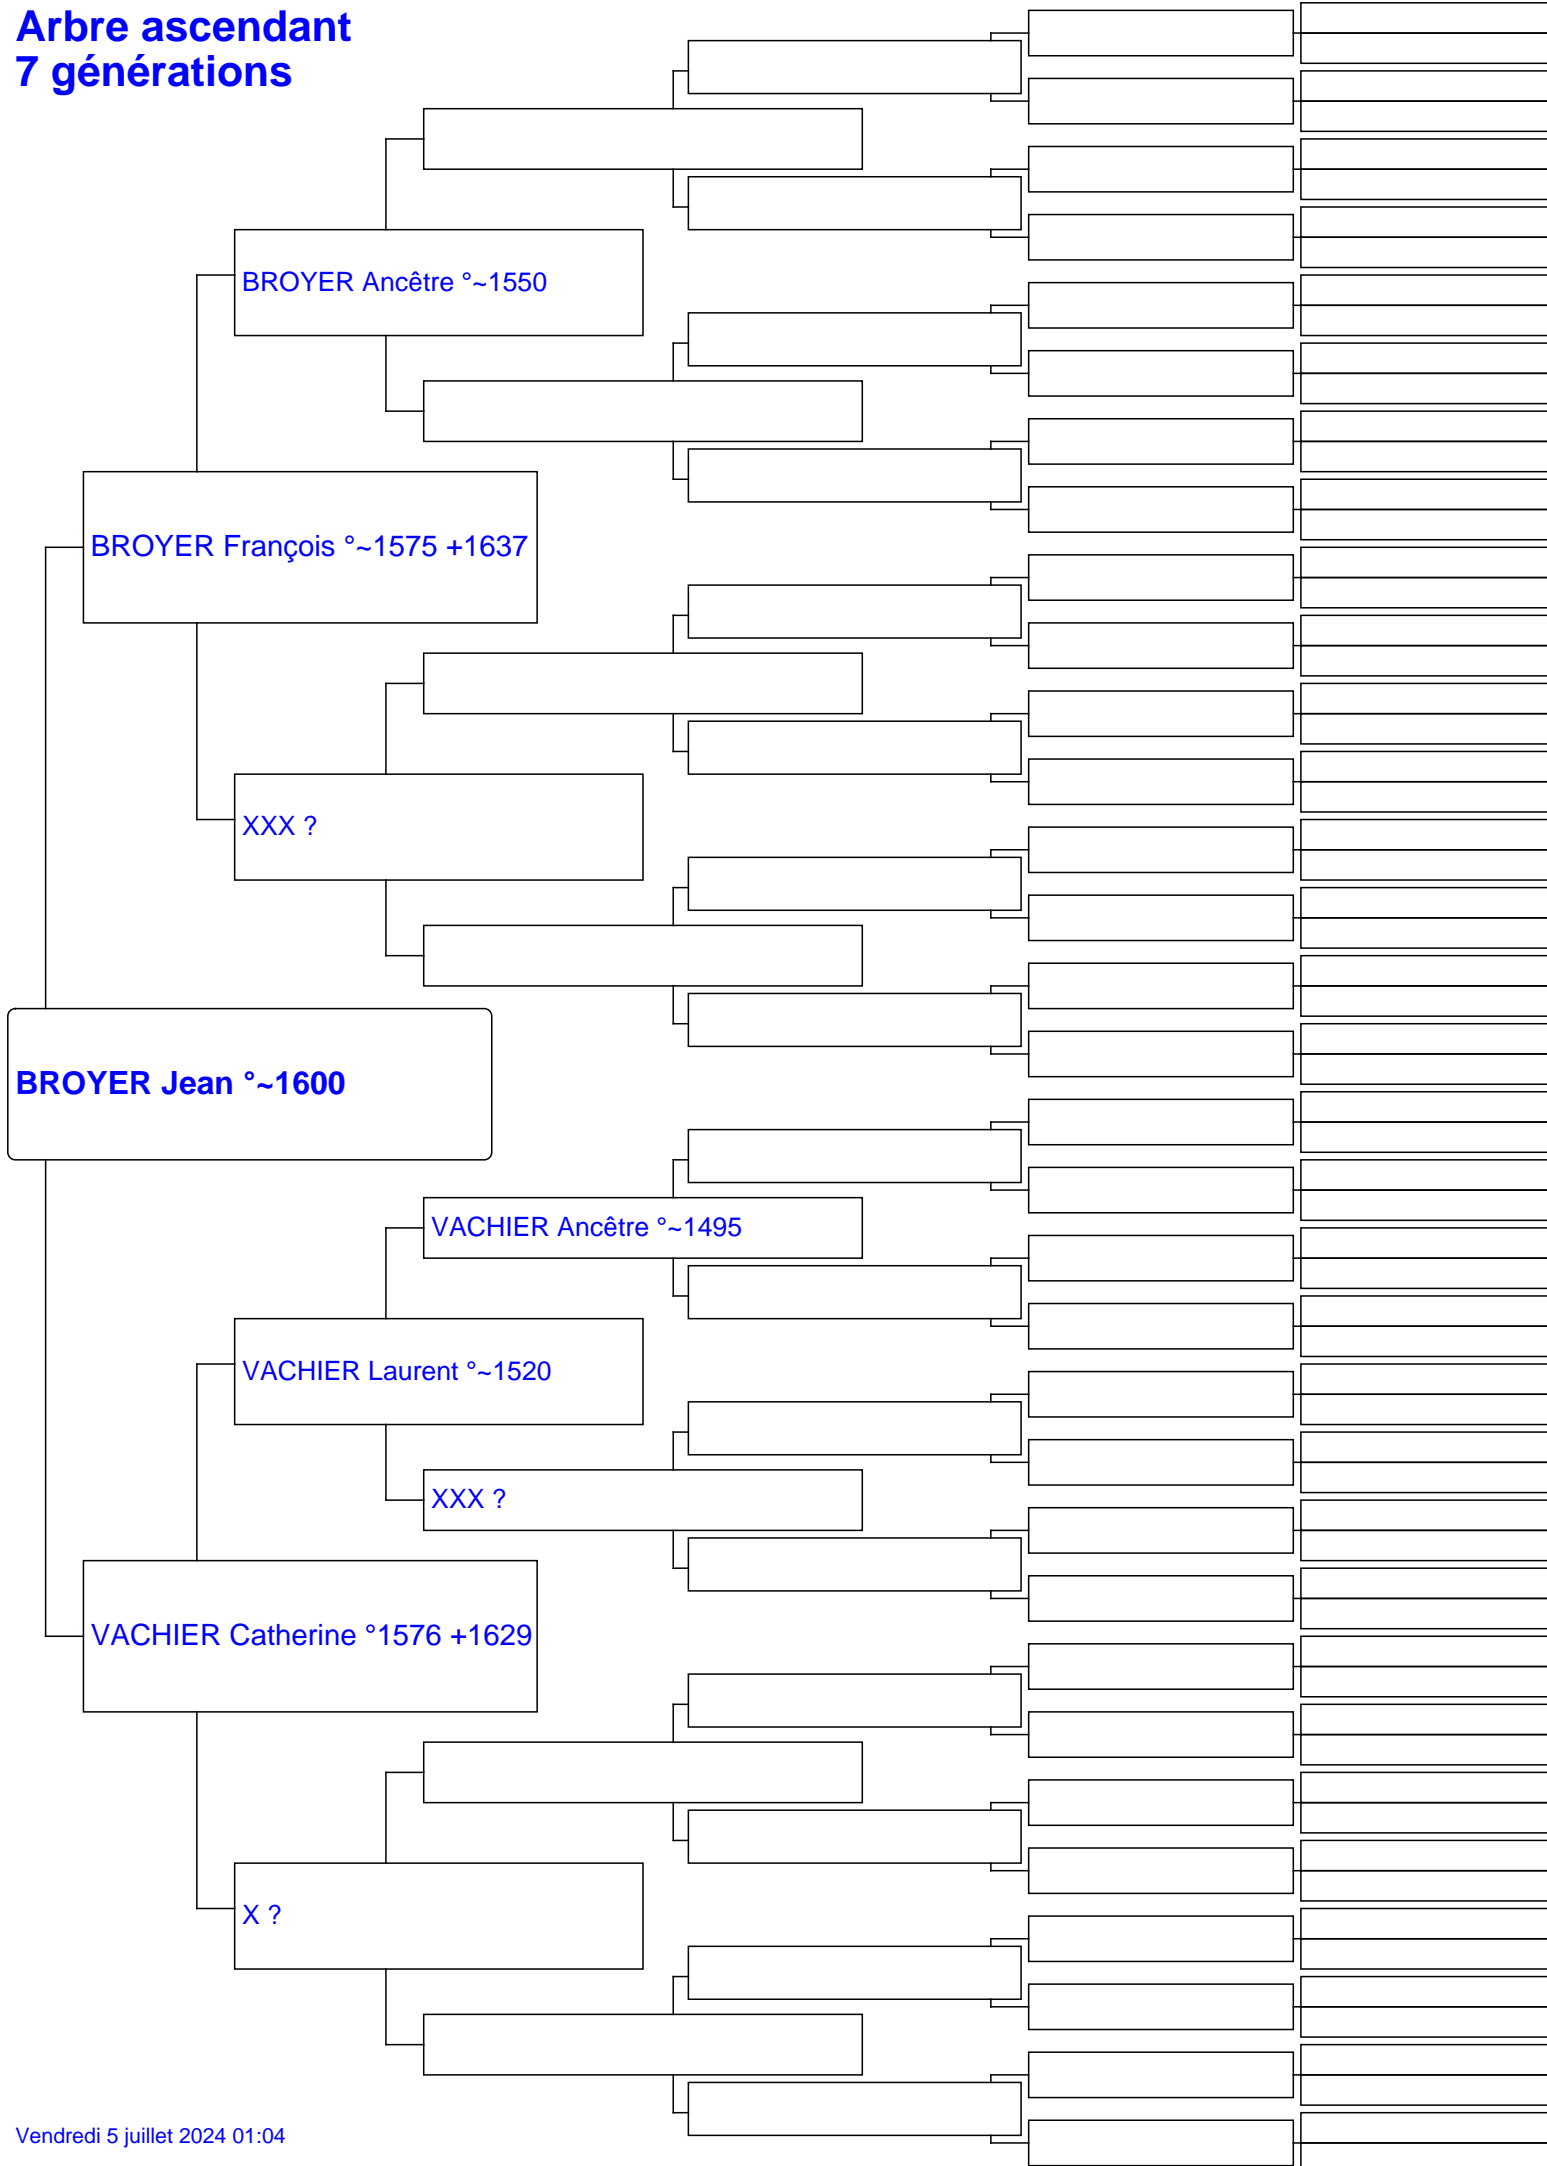 Arbre ascendant
7 générations
BROYER Ancêtre °~1550
BROYER François °~1575 +1637
XXX ?
BROYER Jean °~1600
VACHIER Ancêtre °~1495
VACHIER Laurent °~1520
XXX ?
VACHIER Catherine °1576 +1629
X ?
Vendredi 5 juillet 2024 01:04